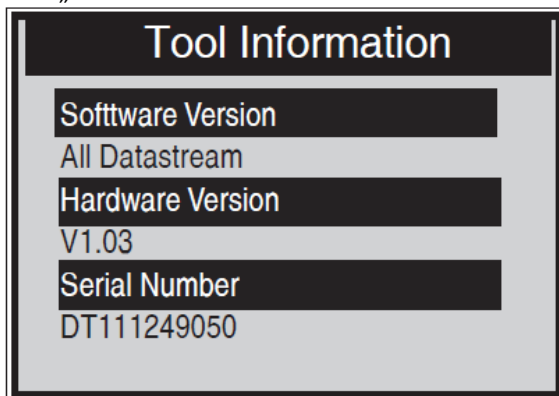 Tool Information
Softtware Version
All Datastream
Hardware Version
V1.03
Serial Number
DT111249050